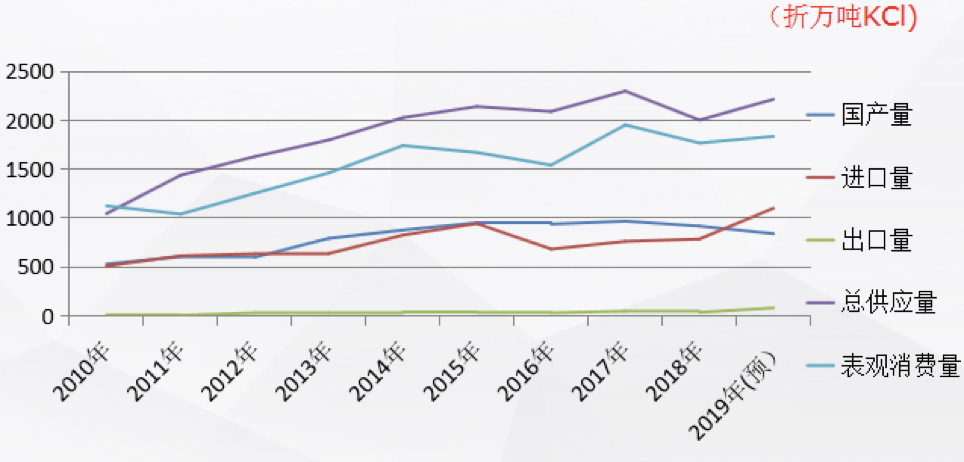 （折万吨KCl)
2500
2000
1500
1000
500
0
2010年
2011年
2012年
2013年
2014年
2015年
2016年
2017年
2018年
2019年(预）
国产量
进口量
出口量
总供应量
表观消费量